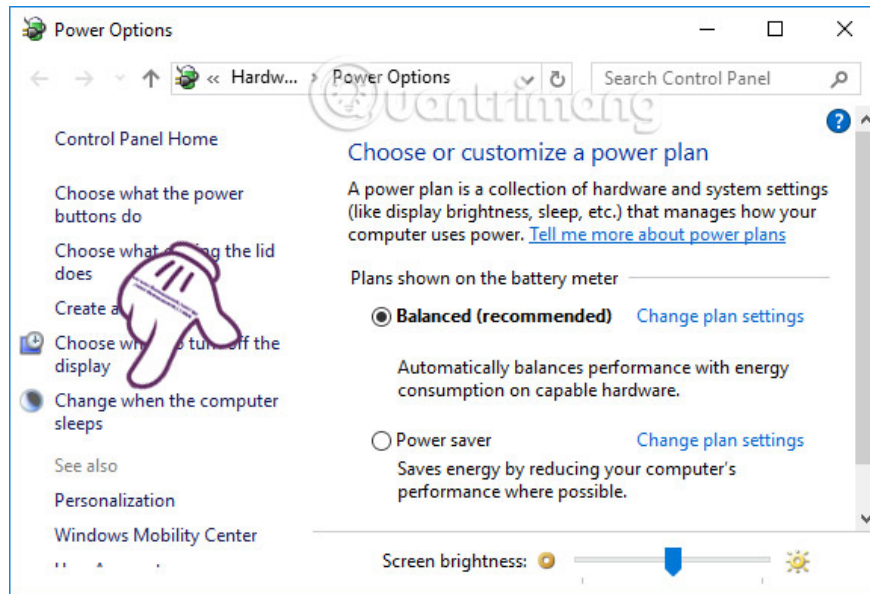 Power Options
« Hardw... › Power Options
Search Control Panel
Quantrimang
Control Panel Home
Choose what the power
buttons do
Choose what the lid
does
Create a
Choose off the
display
Change when the computer
sleeps
See also
Personalization
Windows Mobility Center
?
Choose or customize a power plan
A power plan is a collection of hardware and system settings
(like display brightness, sleep, etc.) that manages how your
computer uses power. Tell me more about power plans
Plans shown on the battery meter
Balanced (recommended) Change plan settings
Automatically balances performance with energy
consumption on capable hardware.
Power saver Change plan settings
Saves energy by reducing your computer's
performance where possible.
Screen brightness: